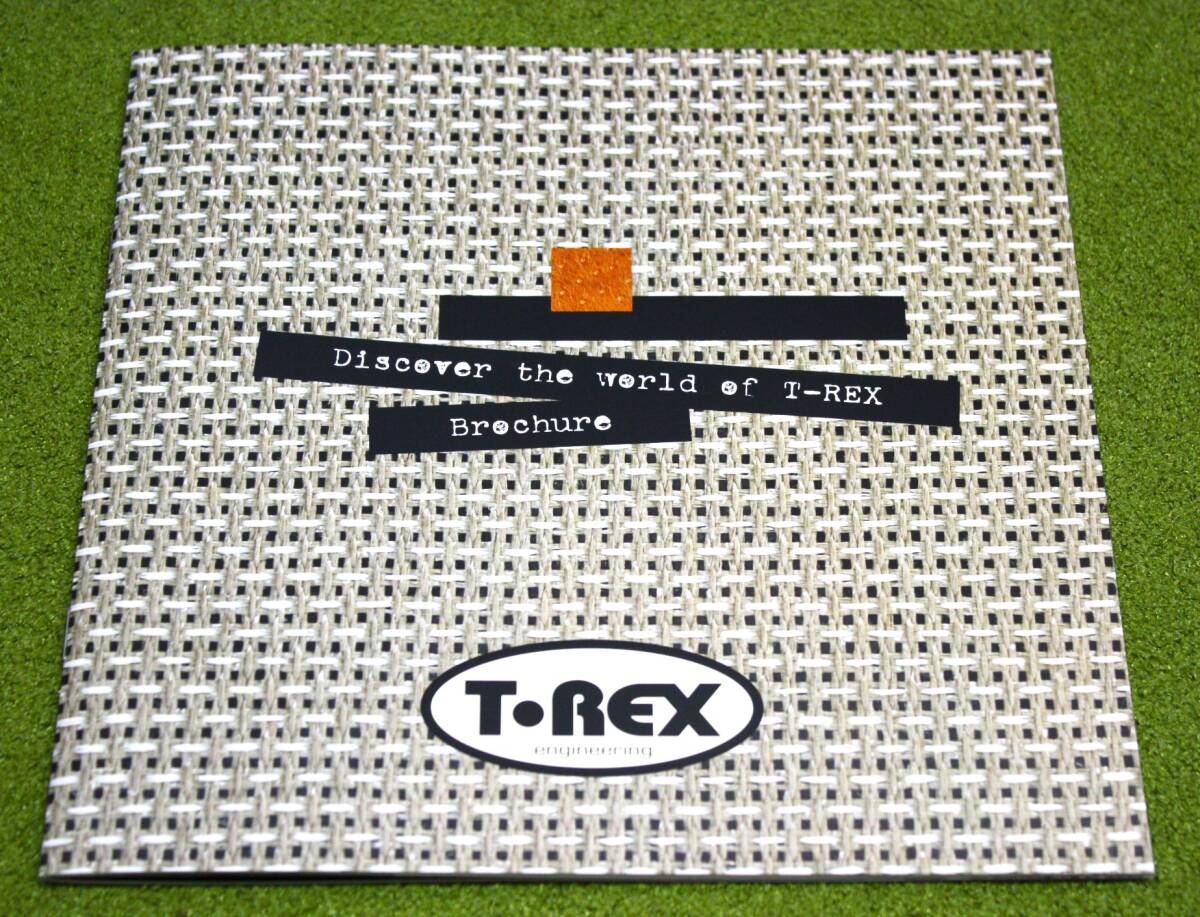 Discover the world of T-REX
Brochure
T•REX
engineering